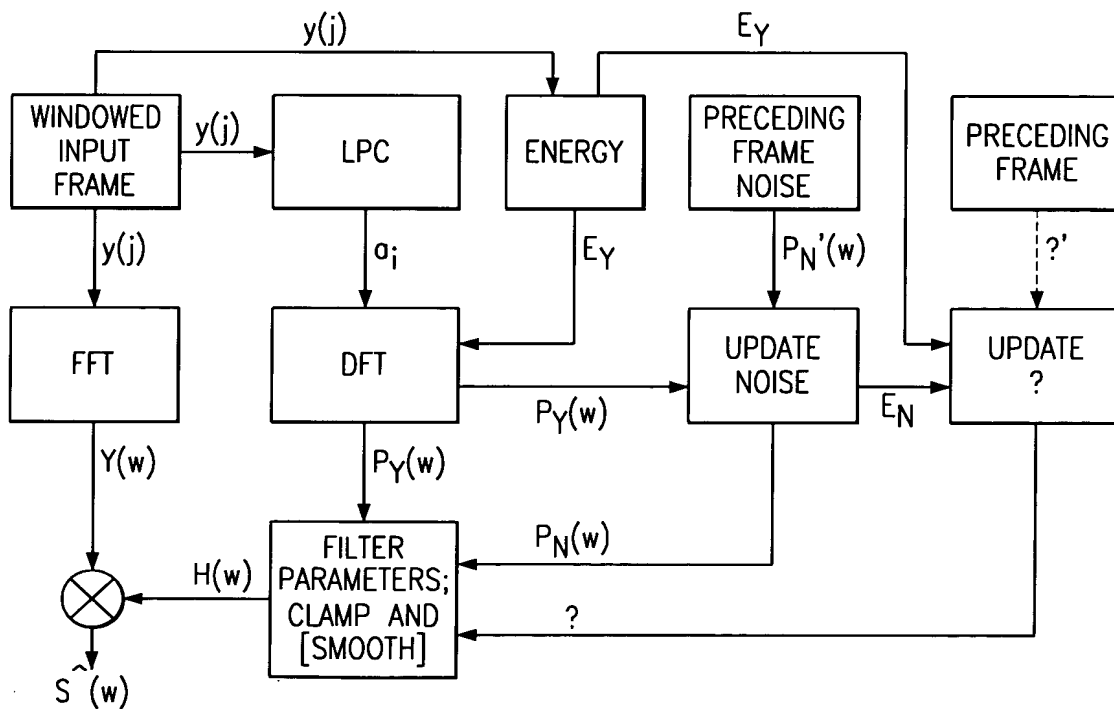 y(j)
E_Y
WINDOWED
INPUT
FRAME
y(j)
LPC
ENERGY
PRECEDING
FRAME
NOISE
PRECEDING
FRAME
y(j)
a_i
E_Y
P_N'(w)
?'
FFT
DFT
UPDATE
NOISE
UPDATE
?
P_Y(w)
E_N
Y(w)
P_Y(w)
FILTER
PARAMETERS;
CLAMP AND
[SMOOTH]
P_N(w)
H(w)
?
S^(w)